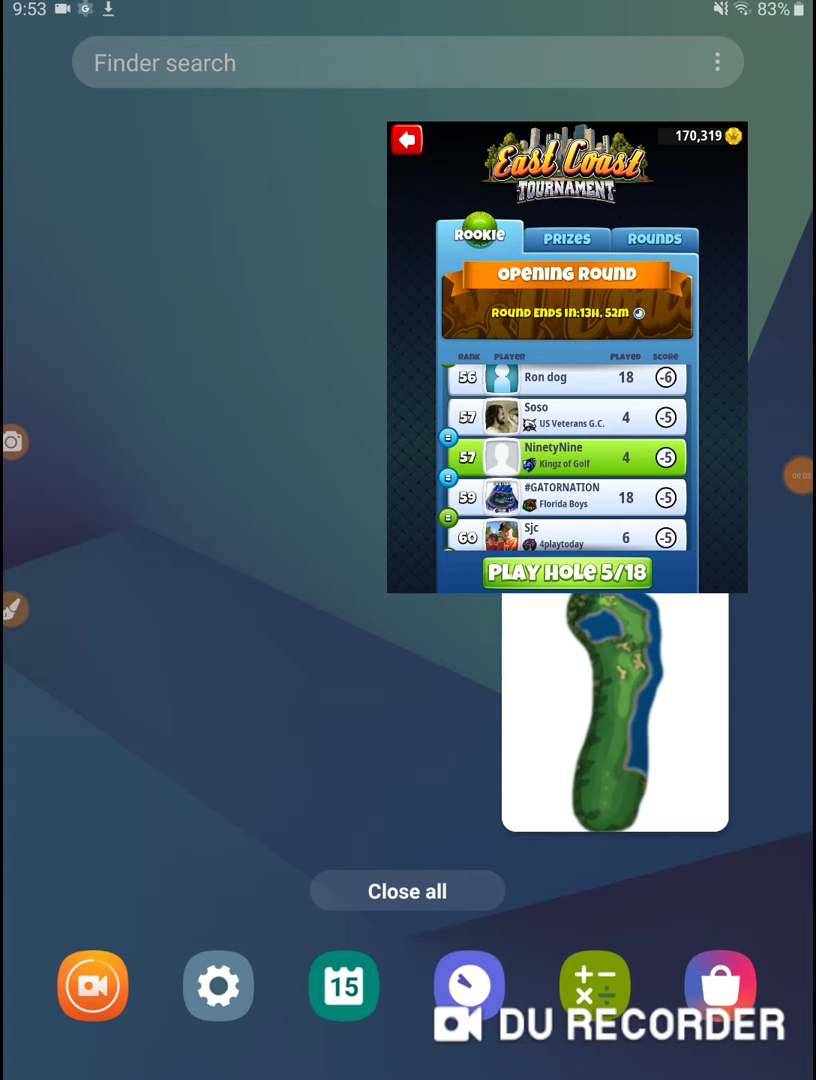 9:53 G 83%
Finder search
170,319
East Coast
TOURNAMENT
ROOKIE PRIZES ROUNDS
OPENING ROUND
ROUND ENDS IN:13H, 52M
RANK PLAYER PLAYED SCORE
56 Ron dog 18 -6
57 Soso US Veterans G.C. 4 -5
57 NinetyNine Kingz of Golf 4 -5
59 #GATORNATION Florida Boys 18 -5
60 Sjc 4playtoday 6 -5
PLAY HOLE 5/18
00:03
Close all
15
DU RECORDER